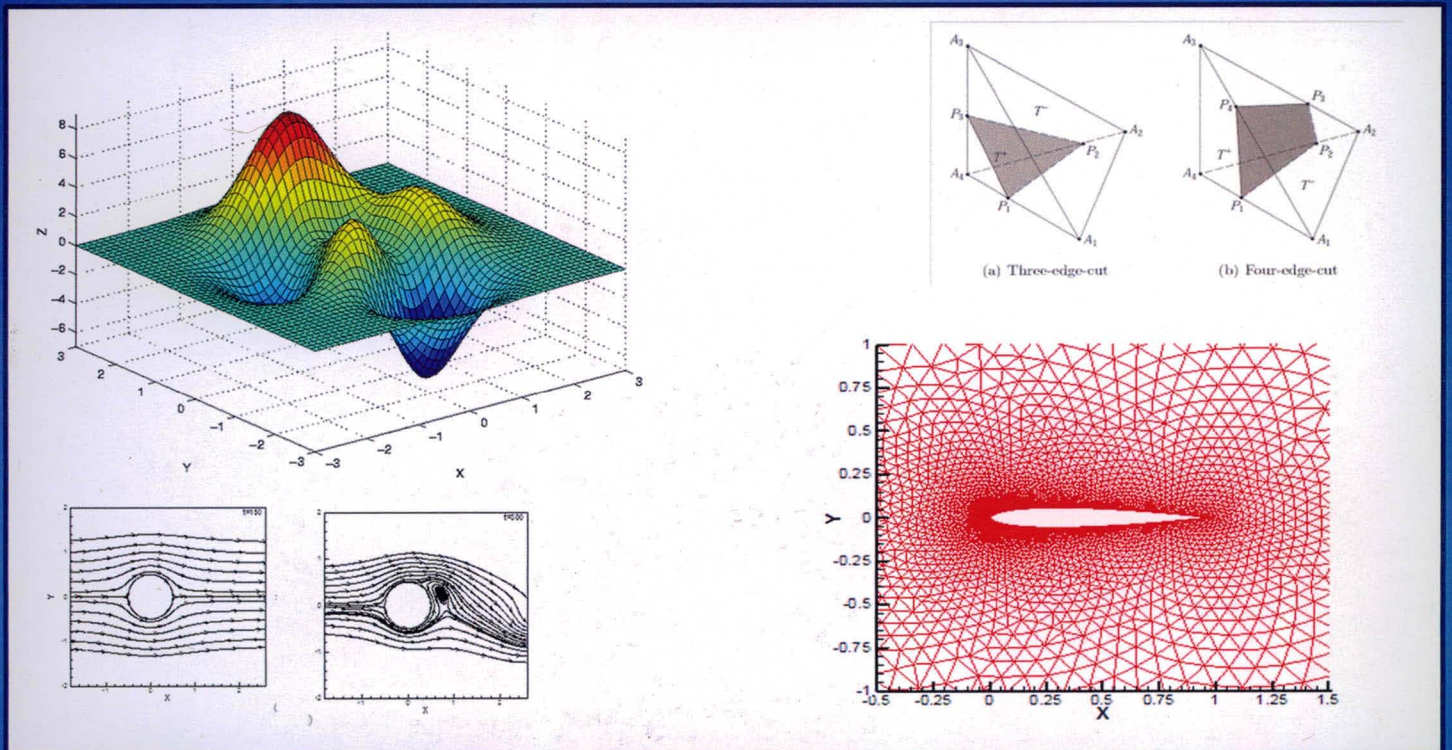 8
6
4
2
0
−2
−4
−6
Z
3
2
1
0
−1
−2
−3
Y
−3
−2
−1
0
1
2
3
X
A₃
P₃
T⁻
A₂
P₂
T⁺
A₄
P₁
A₁
(a) Three-edge-cut
A₃
P₄
P₃
A₂
T⁺
P₂
A₄
T⁻
P₁
A₁
(b) Four-edge-cut
Y
X
X
1
0.75
0.5
0.25
0
-0.25
-0.5
-0.75
-1
Y
-0.5
-0.25
0
0.25
0.5
0.75
1
1.25
1.5
X
( )